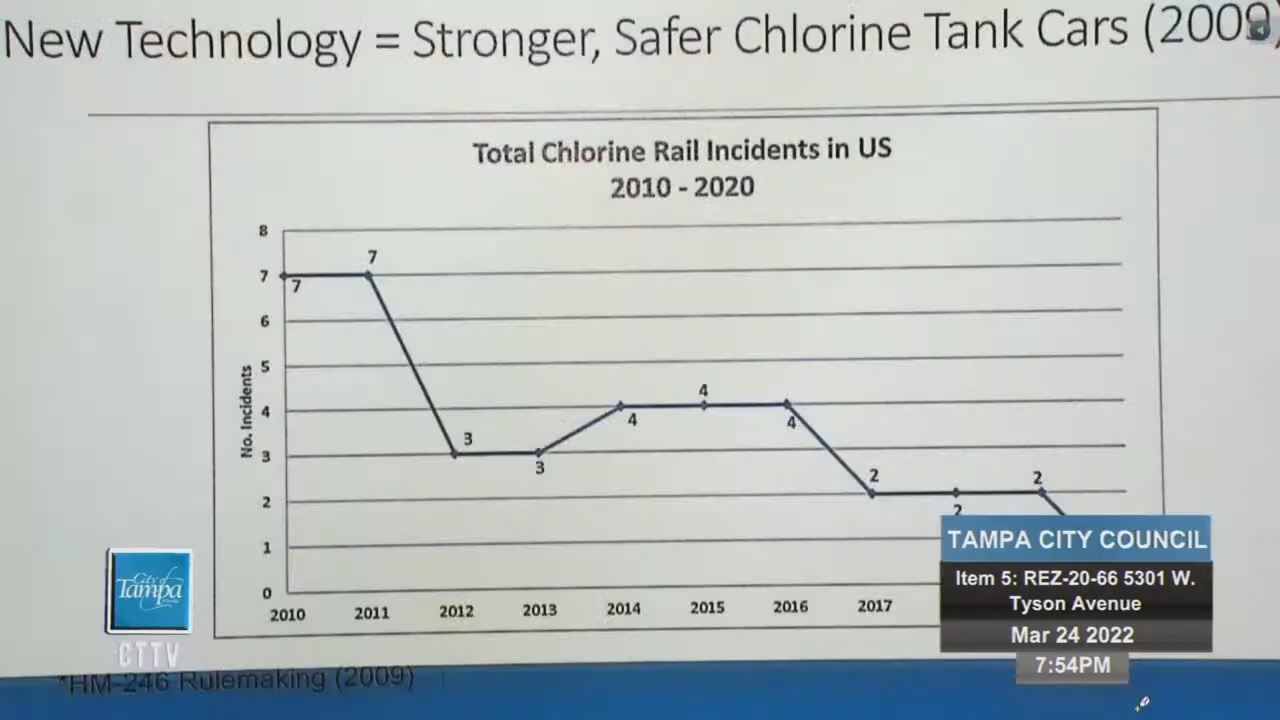 New Technology = Stronger, Safer Chlorine Tank Cars (2009)
Total Chlorine Rail Incidents in US
2010 - 2020
8
7
6
5
4
3
2
1
0
No. Incidents
7
7
3
3
4
4
4
2
2
2
2010
2011
2012
2013
2014
2015
2016
2017
City of
Tampa
CTTV
*HM-246 Rulemaking (2009)
TAMPA CITY COUNCIL
Item 5: REZ-20-66 5301 W.
Tyson Avenue
Mar 24 2022
7:54PM